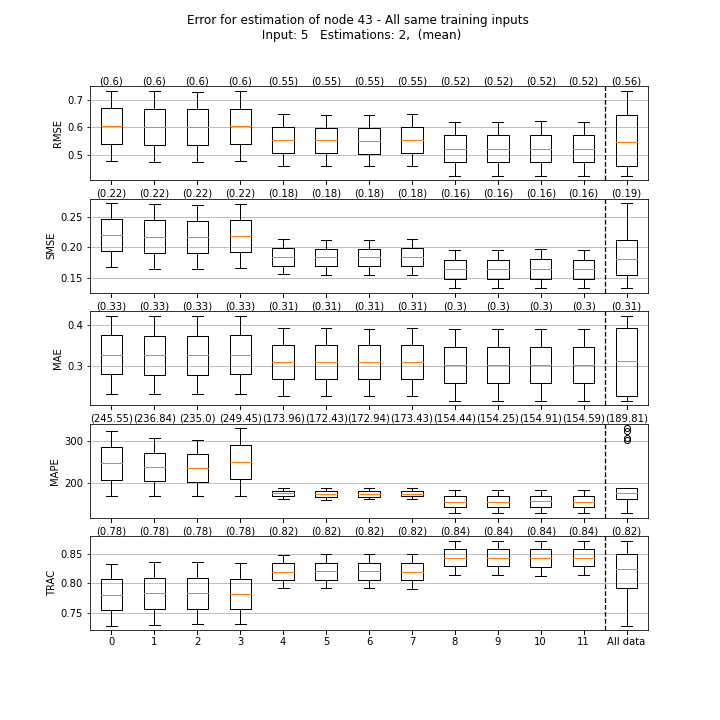 Error for estimation of node 43 - All same training inputs
Input: 5 Estimations: 2, (mean)
(0.6) (0.6) (0.6) (0.6) (0.55) (0.55) (0.55) (0.55) (0.52) (0.52) (0.52) (0.52) (0.56)
0.7
0.6
0.5
RMSE
(0.22) (0.22) (0.22) (0.22) (0.18) (0.18) (0.18) (0.18) (0.16) (0.16) (0.16) (0.16) (0.19)
0.25
0.20
0.15
SMSE
(0.33) (0.33) (0.33) (0.33) (0.31) (0.31) (0.31) (0.31) (0.3) (0.3) (0.3) (0.3) (0.31)
0.4
0.3
MAE
(245.55) (236.84) (235.0) (249.45) (173.96) (172.43) (172.94) (173.43) (154.44) (154.25) (154.91) (154.59) (189.81)
300
200
MAPE
(0.78) (0.78) (0.78) (0.78) (0.82) (0.82) (0.82) (0.82) (0.84) (0.84) (0.84) (0.84) (0.82)
0.85
0.80
0.75
TRAC
0 1 2 3 4 5 6 7 8 9 10 11 All data